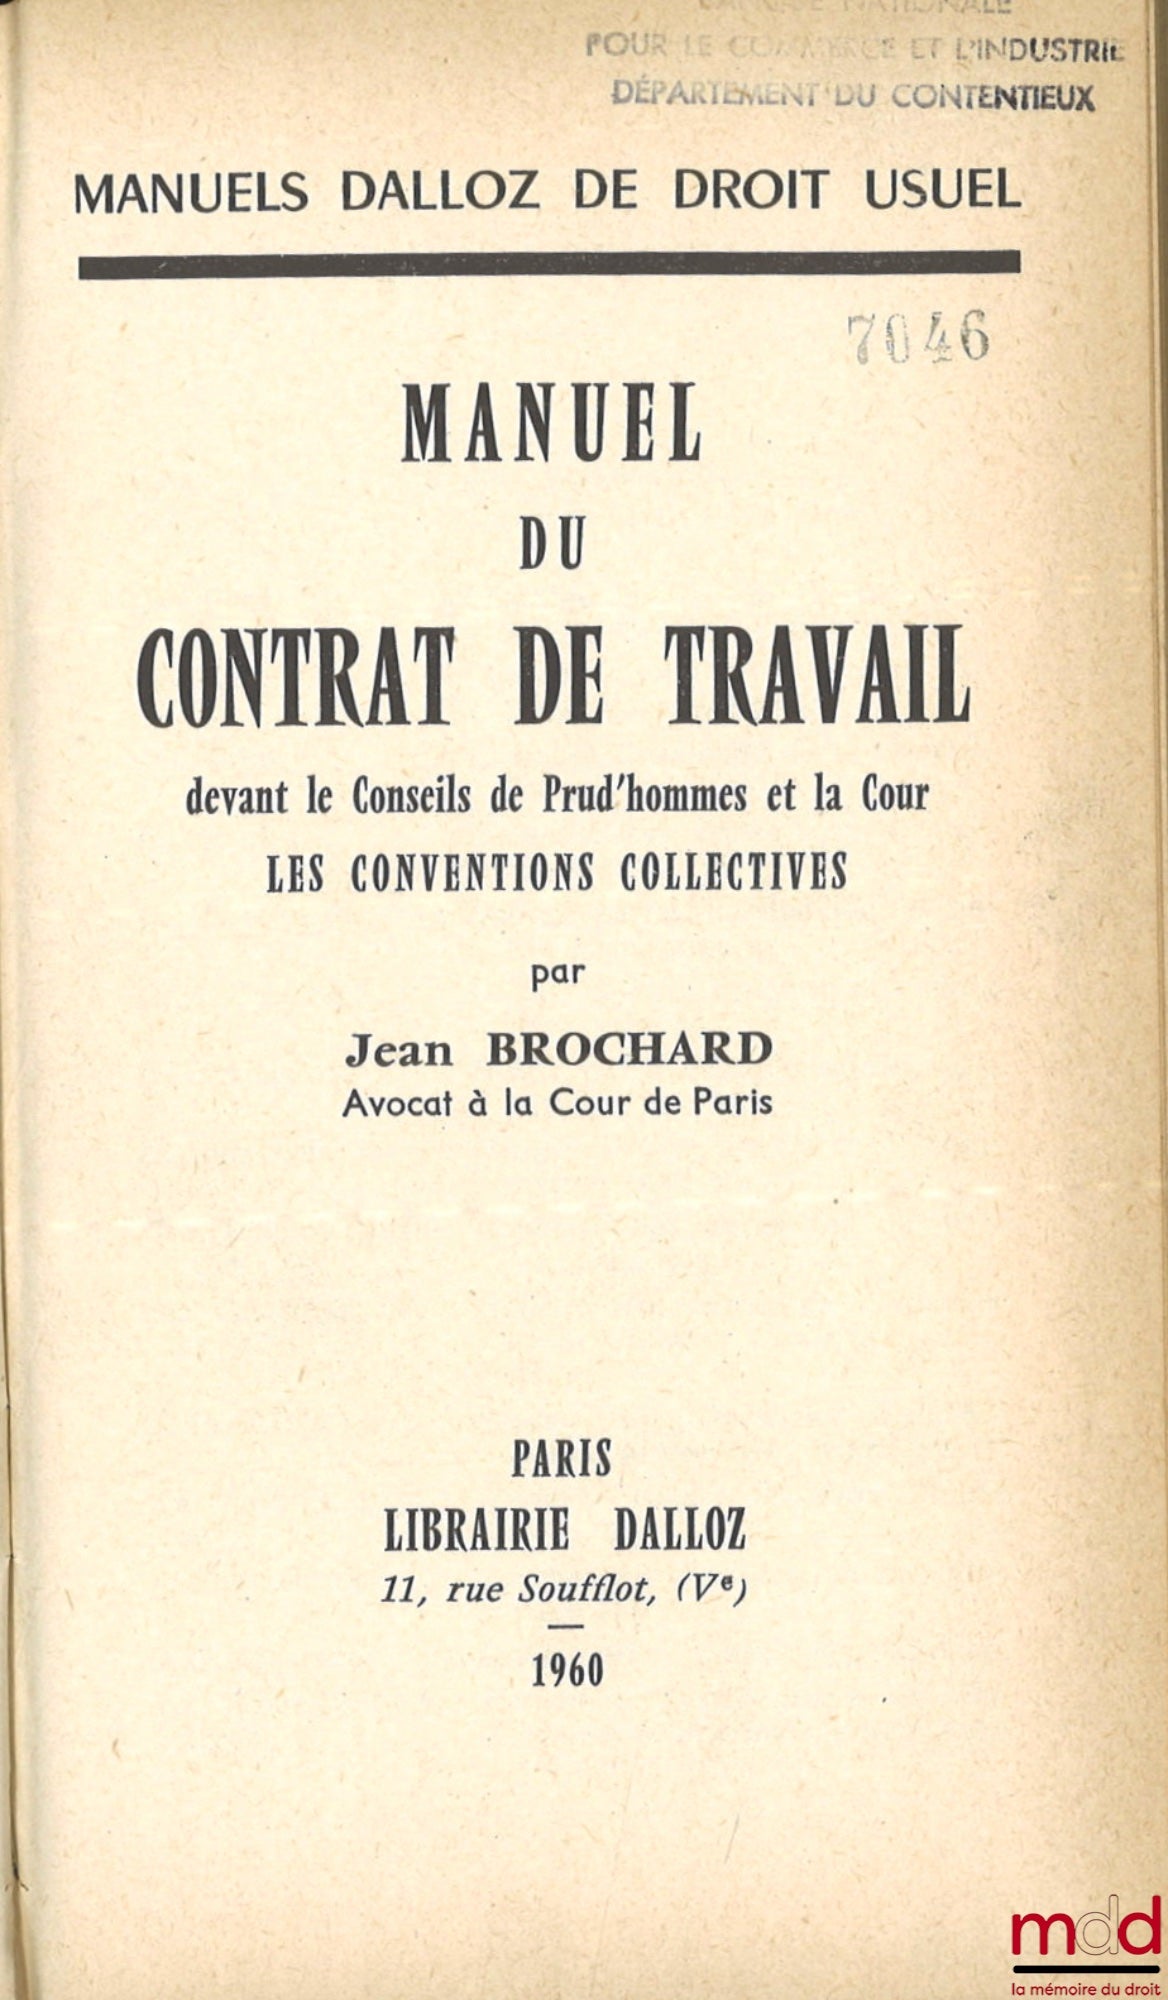 BANQUE NATIONALE
POUR LE COMMERCE ET L'INDUSTRIE
DÉPARTEMENT DU CONTENTIEUX
MANUELS DALLOZ DE DROIT USUEL
7046
MANUEL
DU
CONTRAT DE TRAVAIL
devant le Conseils de Prud'hommes et la Cour
LES CONVENTIONS COLLECTIVES
par
Jean BROCHARD
Avocat à la Cour de Paris
PARIS
LIBRAIRIE DALLOZ
11, rue Soufflot, (Ve)
1960
mdd
la mémoire du droit